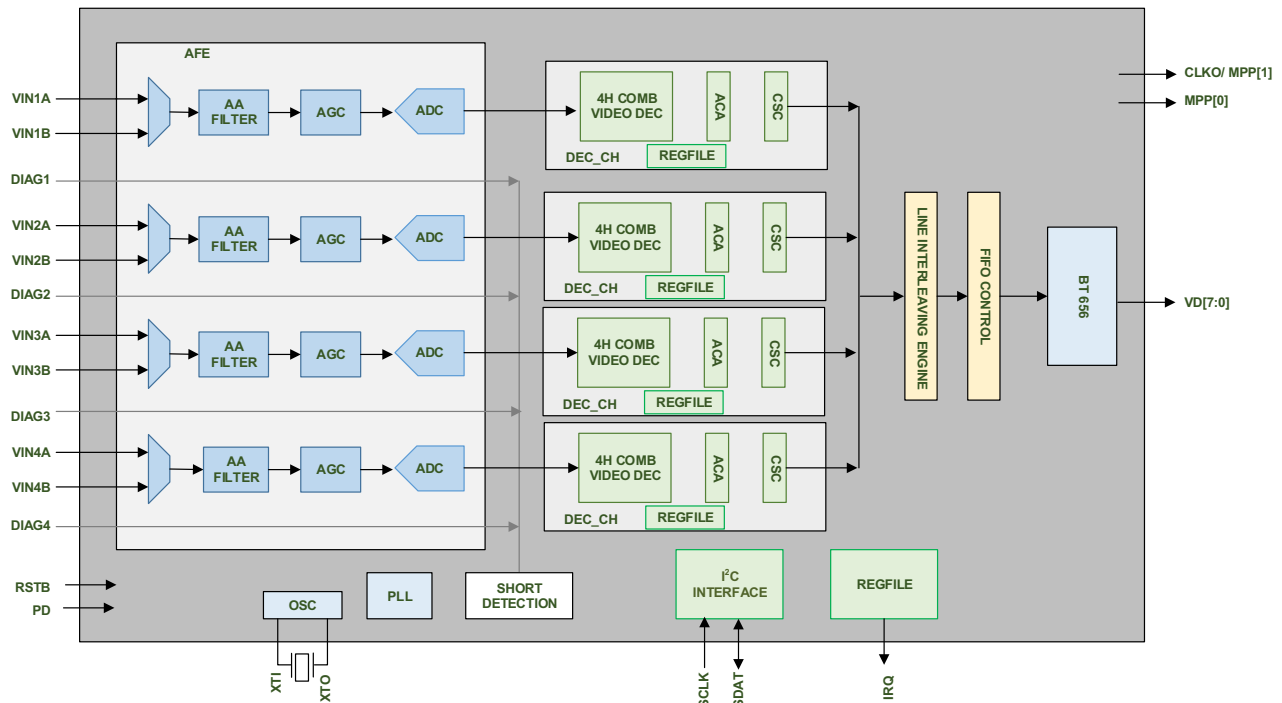 AFE
VIN1A
VIN1B
AA
FILTER
AGC
ADC
4H COMB
VIDEO DEC
ACA
CSC
DEC_CH
REGFILE
CLKO/ MPP[1]
MPP[0]
DIAG1
VIN2A
VIN2B
AA
FILTER
AGC
ADC
4H COMB
VIDEO DEC
ACA
CSC
DEC_CH
REGFILE
DIAG2
VIN3A
VIN3B
AA
FILTER
AGC
ADC
4H COMB
VIDEO DEC
ACA
CSC
DEC_CH
REGFILE
DIAG3
VIN4A
VIN4B
AA
FILTER
AGC
ADC
4H COMB
VIDEO DEC
ACA
CSC
DEC_CH
REGFILE
DIAG4
LINE INTERLEAVING ENGINE
FIFO CONTROL
BT 656
VD[7:0]
RSTB
PD
OSC
PLL
SHORT
DETECTION
I²C
INTERFACE
REGFILE
XTI
XTO
SCLK
SDAT
IRQ